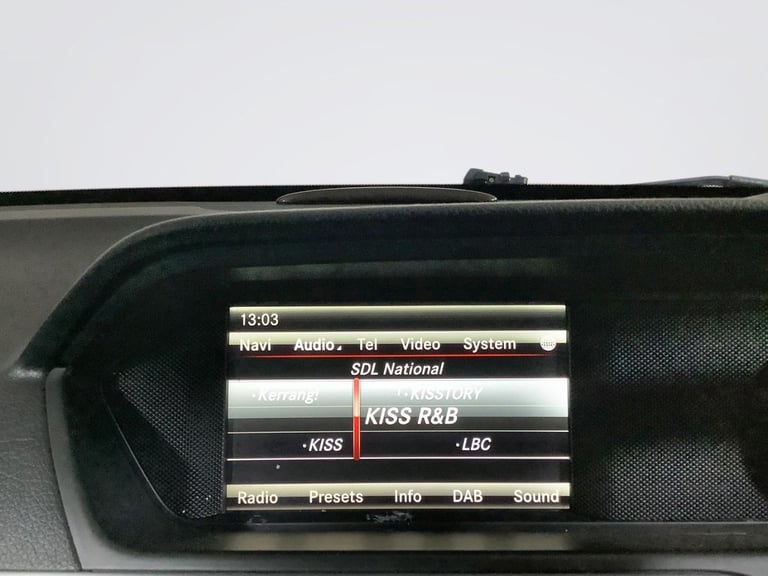 13:03
Navi Audio Tel Video System
SDL National
Kerrang! KISSTORY
KISS R&B
KISS LBC
Radio Presets Info DAB Sound